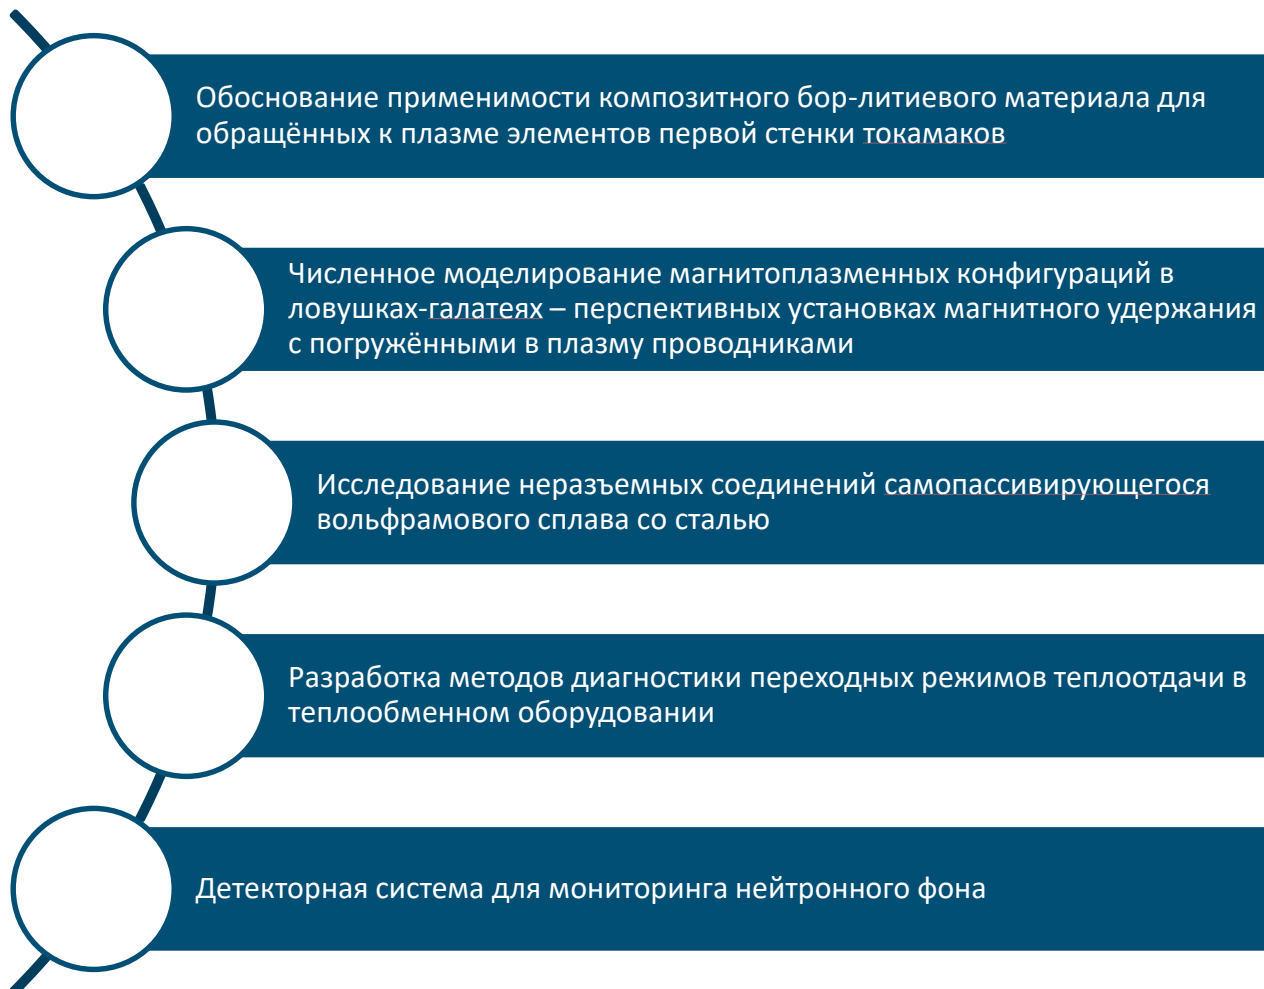 Обоснование применимости композитного бор-литиевого материала для
обращённых к плазме элементов первой стенки токамаков
Численное моделирование магнитоплазменных конфигураций в
ловушках-галатеях – перспективных установках магнитного удержания
с погружёнными в плазму проводниками
Исследование неразъемных соединений самопассивирующегося
вольфрамового сплава со сталью
Разработка методов диагностики переходных режимов теплоотдачи в
теплообменном оборудовании
Детекторная система для мониторинга нейтронного фона